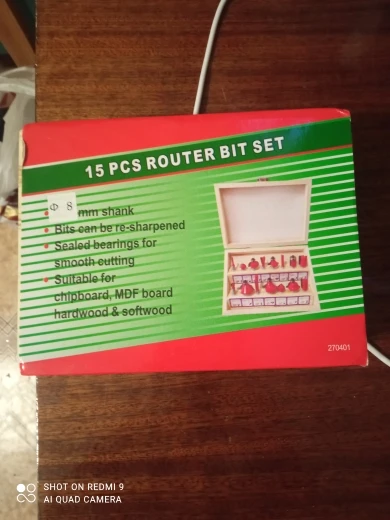 15 PCS ROUTER BIT SET
Ф 8 mm shank
Bits can be re-sharpened
Sealed bearings for
smooth cutting
Suitable for
chipboard, MDF board
hardwood & softwood
270401
SHOT ON REDMI 9
AI QUAD CAMERA